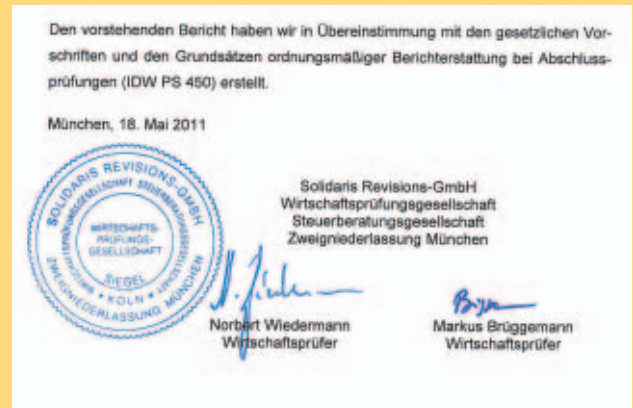 Den vorstehenden Bericht haben wir in Übereinstimmung mit den gesetzlichen Vor-
schriften und den Grundsätzen ordnungsmäßiger Berichterstattung bei Abschluss-
prüfungen (IDW PS 450) erstellt.
München, 18. Mai 2011
SOLIDARIS REVISIONS-GMBH
WIRTSCHAFTSPRÜFUNGSGESELLSCHAFT STEUERBERATUNGSGESELLSCHAFT
WIRTSCHAFTS-
PRÜFUNGS-
GESELLSCHAFT
SIEGEL
KÖLN
ZWEIGNIEDERLASSUNG MÜNCHEN
Solidaris Revisions-GmbH
Wirtschaftsprüfungsgesellschaft
Steuerberatungsgesellschaft
Zweigniederlassung München
Norbert Wiedermann
Wirtschaftsprüfer
Markus Brüggemann
Wirtschaftsprüfer